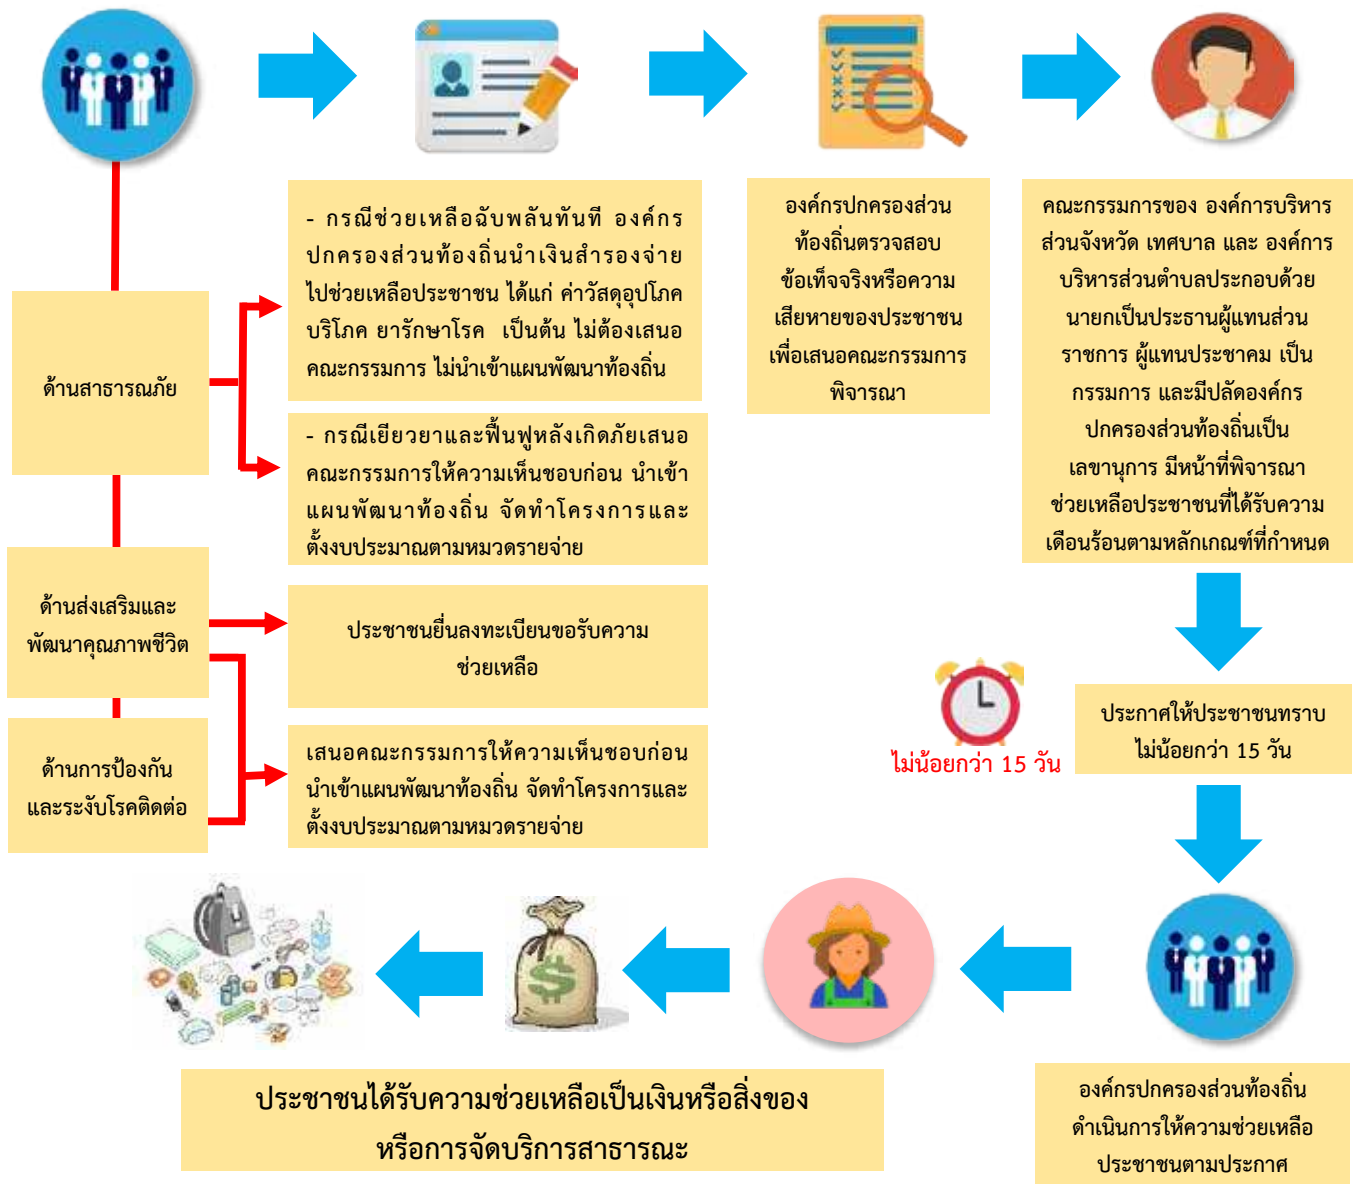 - กรณีช่วยเหลือฉับพลันทันที องค์กร
ปกครองส่วนท้องถิ่นนำเงินสำรองจ่าย
ไปช่วยเหลือประชาชน ได้แก่ ค่าวัสดุอุปโภค
บริโภค ยารักษาโรค เป็นต้น ไม่ต้องเสนอ
คณะกรรมการ ไม่นำเข้าแผนพัฒนาท้องถิ่น
องค์กรปกครองส่วน
ท้องถิ่นตรวจสอบ
ข้อเท็จจริงหรือความ
เสียหายของประชาชน
เพื่อเสนอคณะกรรมการ
พิจารณา
คณะกรรมการของ องค์การบริหาร
ส่วนจังหวัด เทศบาล และ องค์การ
บริหารส่วนตำบลประกอบด้วย
นายกเป็นประธานผู้แทนส่วน
ราชการ ผู้แทนประชาคม เป็น
กรรมการ และมีปลัดองค์กร
ปกครองส่วนท้องถิ่นเป็น
เลขานุการ มีหน้าที่พิจารณา
ช่วยเหลือประชาชนที่ได้รับความ
เดือนร้อนตามหลักเกณฑ์ที่กำหนด
ด้านสาธารณภัย
- กรณีเยียวยาและฟื้นฟูหลังเกิดภัยเสนอ
คณะกรรมการให้ความเห็นชอบก่อน นำเข้า
แผนพัฒนาท้องถิ่น จัดทำโครงการและ
ตั้งงบประมาณตามหมวดรายจ่าย
ด้านส่งเสริมและ
พัฒนาคุณภาพชีวิต
ประชาชนยื่นลงทะเบียนขอรับความ
ช่วยเหลือ
ด้านการป้องกัน
และระงับโรคติดต่อ
เสนอคณะกรรมการให้ความเห็นชอบก่อน
นำเข้าแผนพัฒนาท้องถิ่น จัดทำโครงการและ
ตั้งงบประมาณตามหมวดรายจ่าย
ไม่น้อยกว่า 15 วัน
ประกาศให้ประชาชนทราบ
ไม่น้อยกว่า 15 วัน
องค์กรปกครองส่วนท้องถิ่น
ดำเนินการให้ความช่วยเหลือ
ประชาชนตามประกาศ
ประชาชนได้รับความช่วยเหลือเป็นเงินหรือสิ่งของ
หรือการจัดบริการสาธารณะ